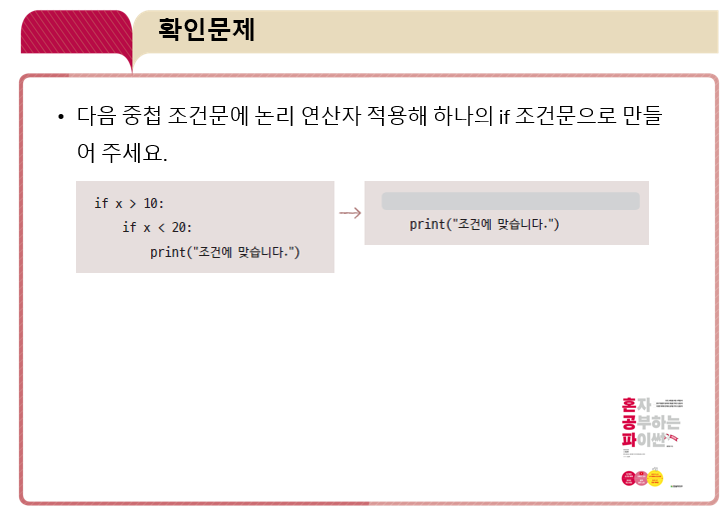 확인문제
• 다음 중첩 조건문에 논리 연산자 적용해 하나의 if 조건문으로 만들
어 주세요.
if x > 10:
if x < 20:
print("조건에 맞습니다.")
→
print("조건에 맞습니다.")
혼자
공부하는
파이썬